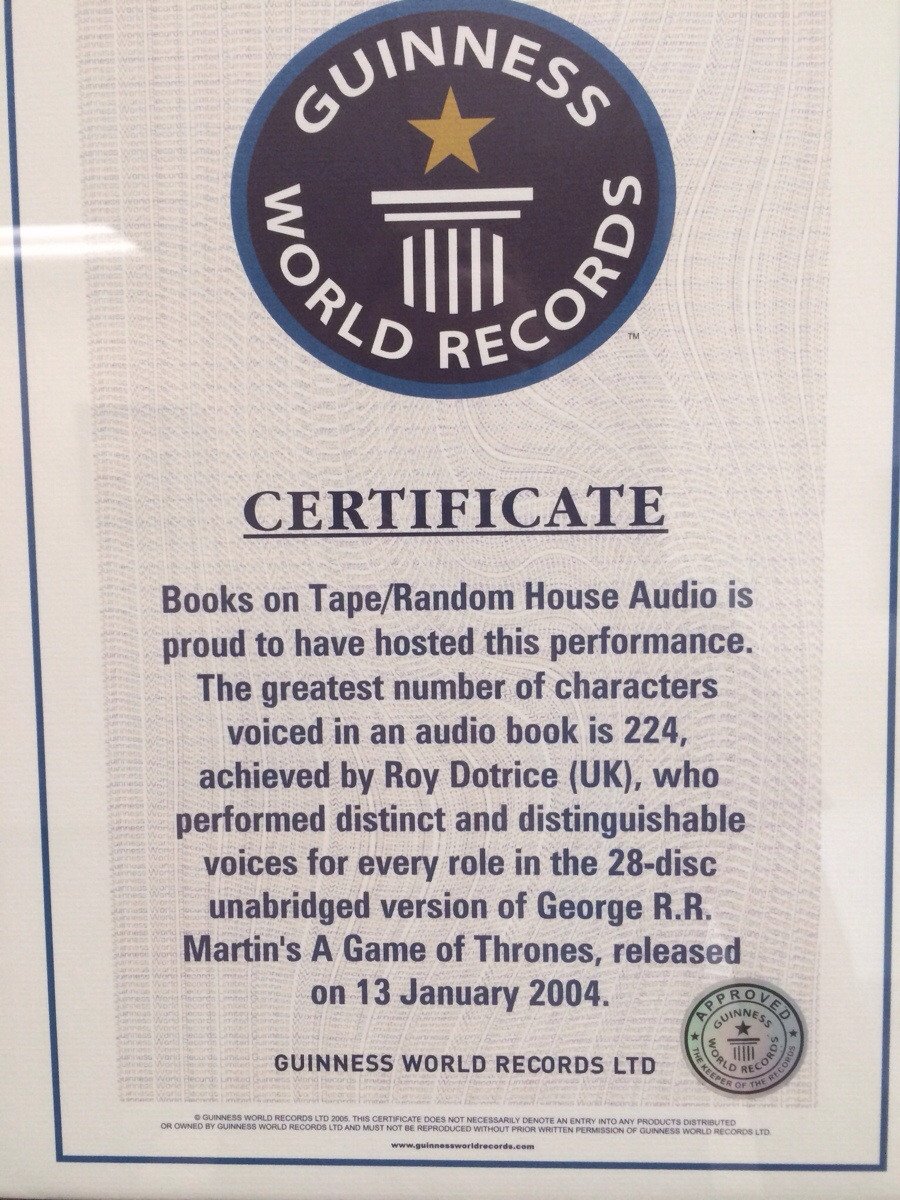 GUINNESS
WORLD RECORDS
TM
CERTIFICATE
Books on Tape/Random House Audio is
proud to have hosted this performance.
The greatest number of characters
voiced in an audio book is 224,
achieved by Roy Dotrice (UK), who
performed distinct and distinguishable
voices for every role in the 28-disc
unabridged version of George R.R.
Martin's A Game of Thrones, released
on 13 January 2004.
GUINNESS WORLD RECORDS LTD
APPROVED
GUINNESS
WORLD RECORDS
THE KEEPER OF THE RECORDS
© GUINNESS WORLD RECORDS LTD 2006. THIS CERTIFICATE DOES NOT NECESSARILY DENOTE AN ENTRY INTO ANY PRODUCTS DISTRIBUTED
OR OWNED BY GUINNESS WORLD RECORDS LTD AND MUST NOT BE REPRODUCED WITHOUT PRIOR WRITTEN PERMISSION OF GUINNESS WORLD RECORDS LTD.
www.guinnessworldrecords.com